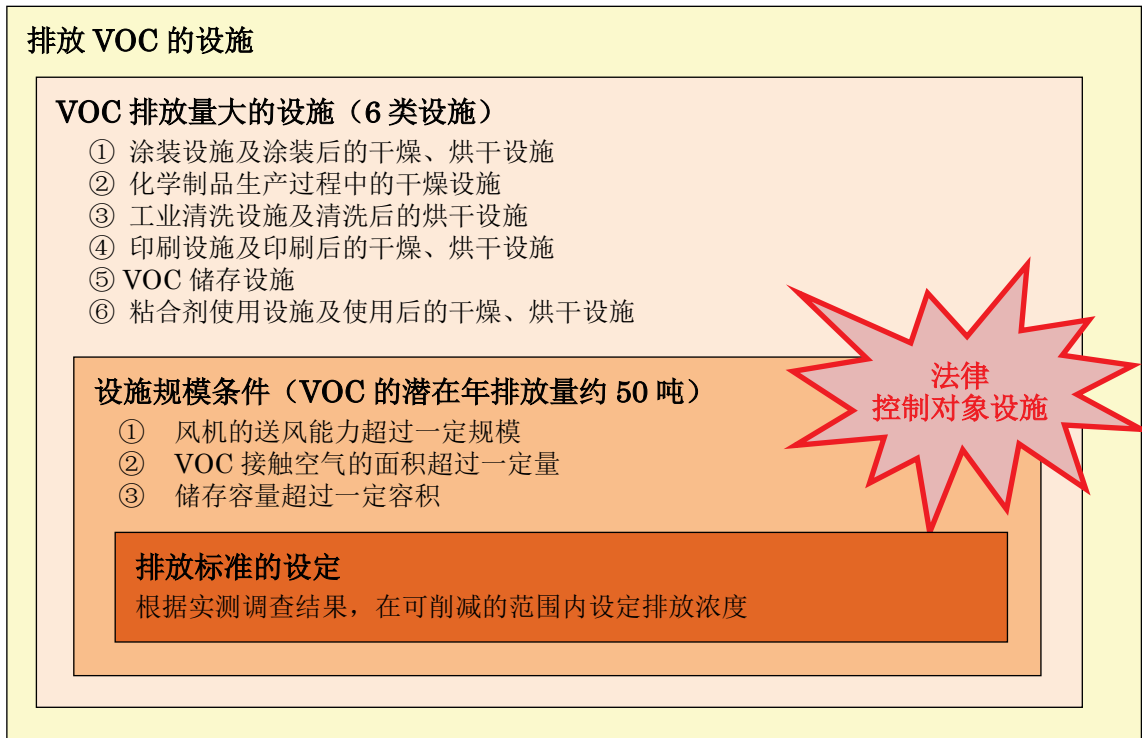 排放 VOC 的设施
VOC 排放量大的设施（6 类设施）
① 涂装设施及涂装后的干燥、烘干设施
② 化学制品生产过程中的干燥设施
③ 工业清洗设施及清洗后的烘干设施
④ 印刷设施及印刷后的干燥、烘干设施
⑤ VOC 储存设施
⑥ 粘合剂使用设施及使用后的干燥、烘干设施
法律
控制对象设施
设施规模条件（VOC 的潜在年排放量约 50 吨）
① 风机的送风能力超过一定规模
② VOC 接触空气的面积超过一定量
③ 储存容量超过一定容积
排放标准的设定
根据实测调查结果，在可削减的范围内设定排放浓度